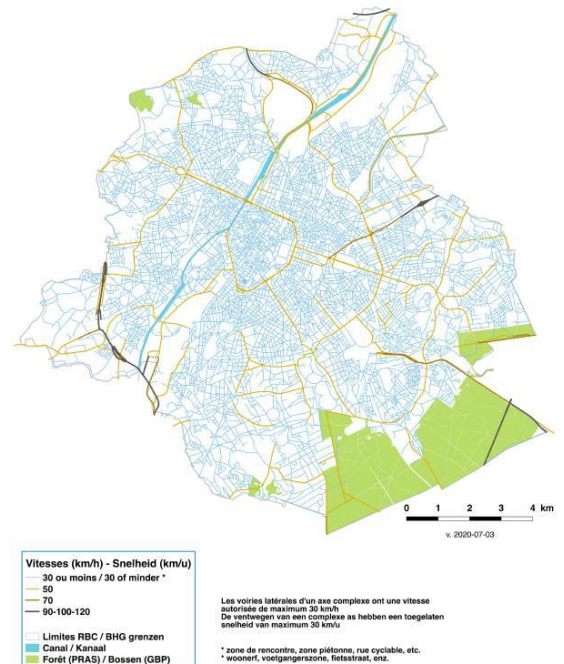 0 1 2 3 4 km
v. 2020-07-03
Vitesses (km/h) - Snelheid (km/u)
30 ou moins / 30 of minder *
50
70
90-100-120
Limites RBC / BHG grenzen
Canal / Kanaal
Forêt (PRAS) / Bossen (GBP)
Les voiries latérales d'un axe complexe ont une vitesse
autorisée de maximum 30 km/h
De ventwegen van een complexe as hebben een toegelaten
snelheid van maximum 30 km/u
* zone de rencontre, zone piétonne, rue cyclable, etc.
* woonerf, voetgangerszone, fietsstraat, enz.